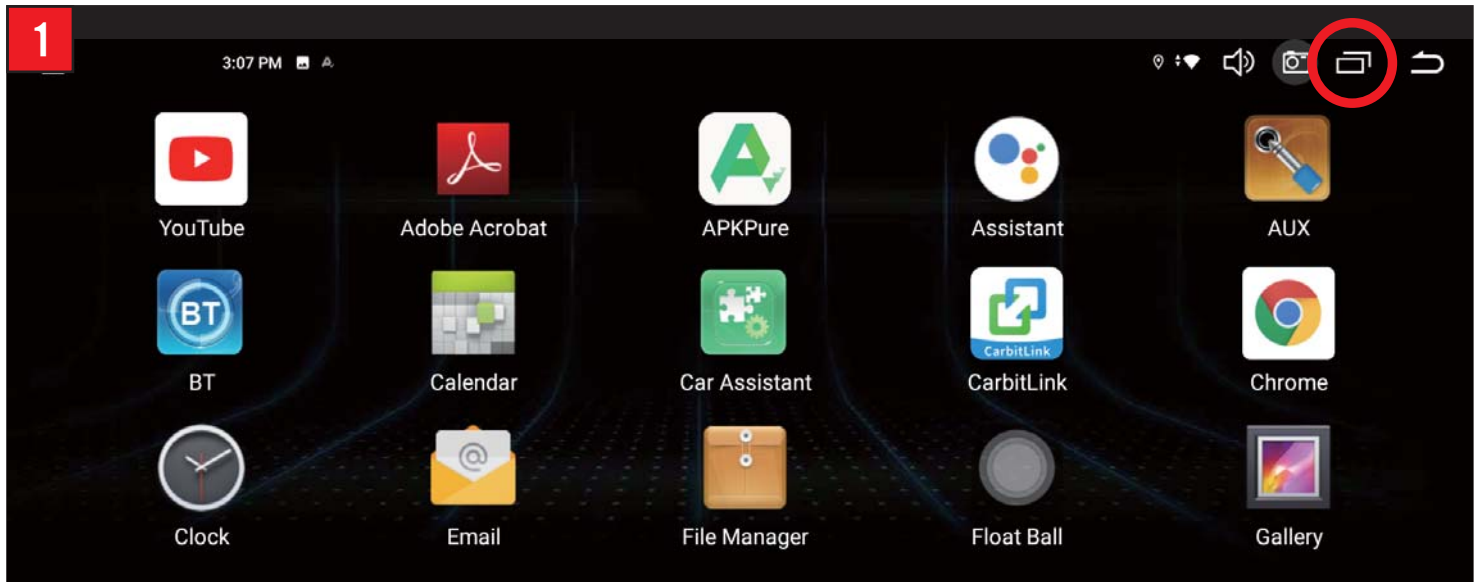 1
3:07 PM
YouTube
Adobe Acrobat
APKPure
Assistant
AUX
BT
CarbitLink
BT
Calendar
Car Assistant
CarbitLink
Chrome
@
Clock
Email
File Manager
Float Ball
Gallery